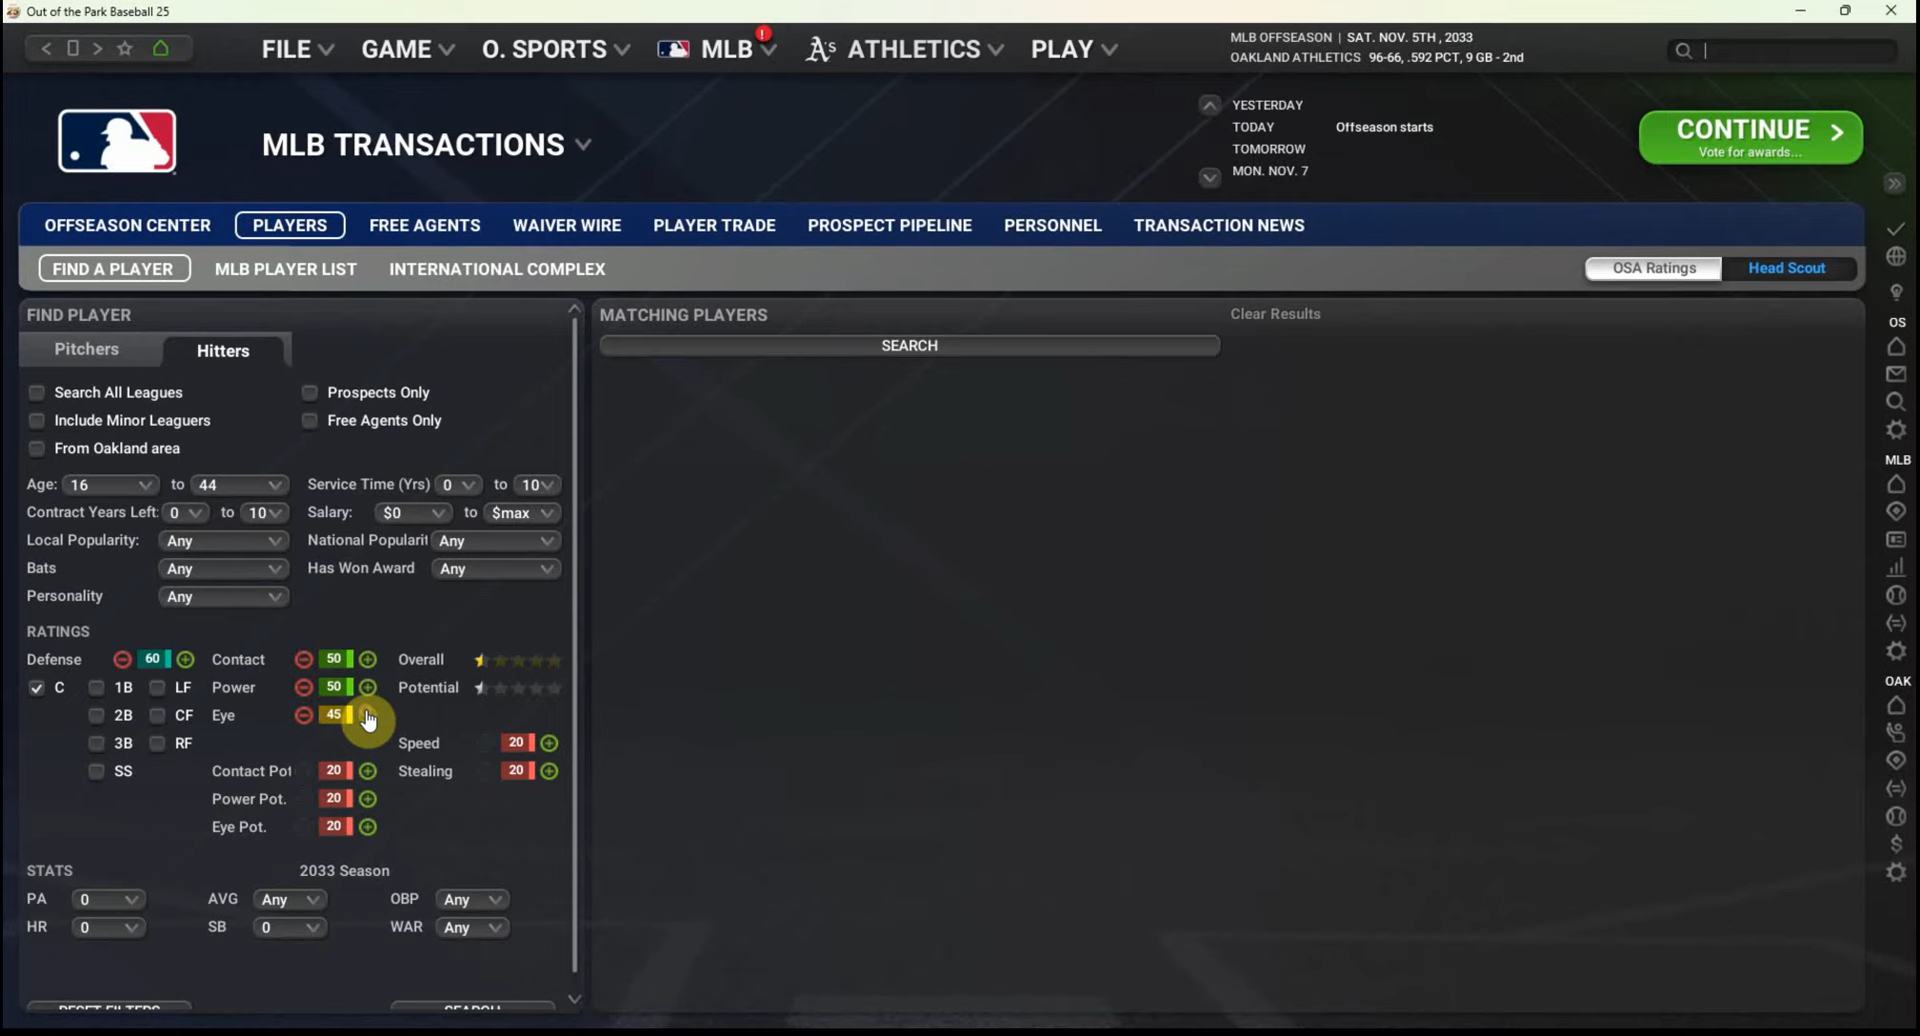 Out of the Park Baseball 25
FILE GAME O. SPORTS MLB ! A's ATHLETICS PLAY
MLB OFFSEASON | SAT. NOV. 5TH, 2033
OAKLAND ATHLETICS 96-66, .592 PCT, 9 GB - 2nd
MLB TRANSACTIONS
YESTERDAY
TODAY Offseason starts
TOMORROW
MON. NOV. 7
CONTINUE
Vote for awards...
OFFSEASON CENTER PLAYERS FREE AGENTS WAIVER WIRE PLAYER TRADE PROSPECT PIPELINE PERSONNEL TRANSACTION NEWS
FIND A PLAYER MLB PLAYER LIST INTERNATIONAL COMPLEX OSA Ratings Head Scout
FIND PLAYER
Pitchers Hitters
Search All Leagues Prospects Only
Include Minor Leaguers Free Agents Only
From Oakland area
Age: 16 to 44 Service Time (Yrs) 0 to 10
Contract Years Left: 0 to 10 Salary: $0 to $max
Local Popularity: Any National Popularit Any
Bats Any Has Won Award Any
Personality Any
RATINGS
Defense 60 Contact 50 Overall
C 1B LF Power 50 Potential
2B CF Eye 45
3B RF Speed 20
SS Contact Pot 20 Stealing 20
Power Pot. 20
Eye Pot. 20
STATS 2033 Season
PA 0 AVG Any OBP Any
HR 0 SB 0 WAR Any
RESET FILTERS SEARCH
MATCHING PLAYERS Clear Results
SEARCH
OS
MLB
OAK
$